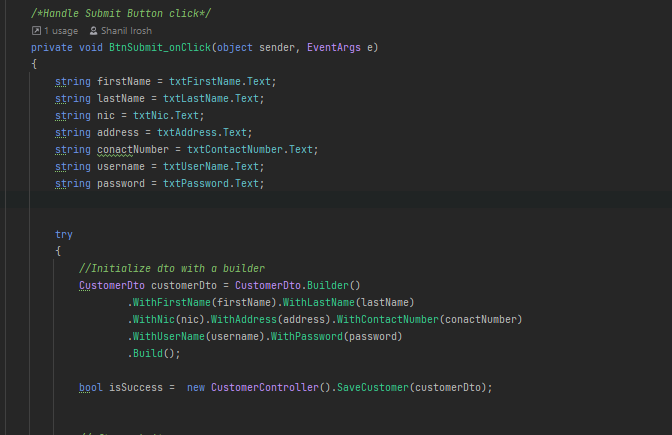 /*Handle Submit Button click*/
1 usage Shanil Irosh
private void BtnSubmit_onClick(object sender, EventArgs e)
{
string firstName = txtFirstName.Text;
string lastName = txtLastName.Text;
string nic = txtNic.Text;
string address = txtAddress.Text;
string conactNumber = txtContactNumber.Text;
string username = txtUserName.Text;
string password = txtPassword.Text;
try
{
//Initialize dto with a builder
CustomerDto customerDto = CustomerDto.Builder()
.WithFirstName(firstName).WithLastName(lastName)
.WithNic(nic).WithAddress(address).WithContactNumber(conactNumber)
.WithUserName(username).WithPassword(password)
.Build();
bool isSuccess =  new CustomerController().SaveCustomer(customerDto);